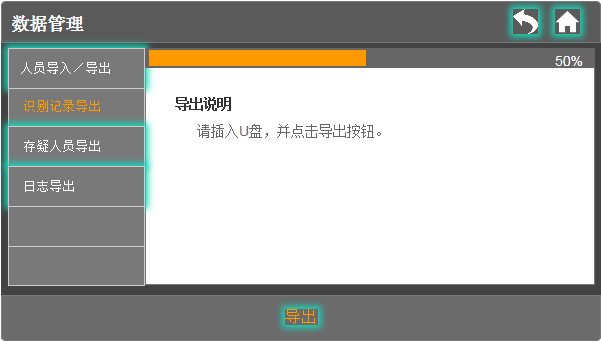 数据管理
50%
人员导入／导出
识别记录导出
存疑人员导出
日志导出
导出说明
请插入U盘，并点击导出按钮。
导出